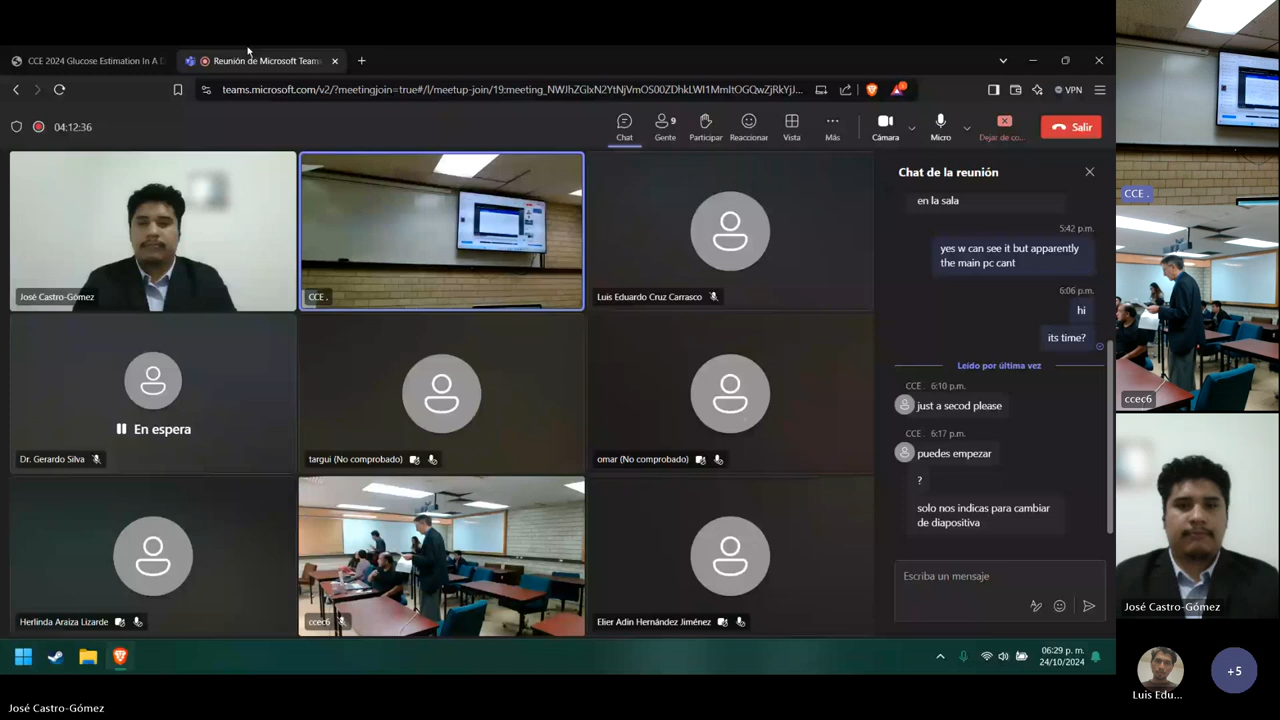 CCE 2024 Glucose Estimation In A D
Reunión de Microsoft Teams
teams.microsoft.com/v2/?meetingjoin=true#/l/meetup-join/19:meeting_NWJhZGIxN2YtNjVmOS00ZDhkLWI1MmItOGQwZjRkYjJ...
VPN
04:12:36
Chat
Gente
9
Participar
Reaccionar
Vista
Más
Cámara
Micro
Dejar de co...
Salir
José Castro-Gómez
CCE .
Luis Eduardo Cruz Carrasco
En espera
Dr. Gerardo Silva
targui (No comprobado)
omar (No comprobado)
Herlinda Araiza Lizarde
ccec6
Elier Adin Hernández Jiménez
Chat de la reunión
en la sala
5:42 p.m.
yes w can see it but apparently
the main pc cant
6:06 p.m.
hi
its time?
Leído por última vez
CCE . 6:10 p.m.
just a secod please
CCE . 6:17 p.m.
puedes empezar
?
solo nos indicas para cambiar
de diapositiva
Escriba un mensaje
06:29 p. m.
24/10/2024
CCE .
ccec6
José Castro-Gómez
Luis Edu...
+5
José Castro-Gómez